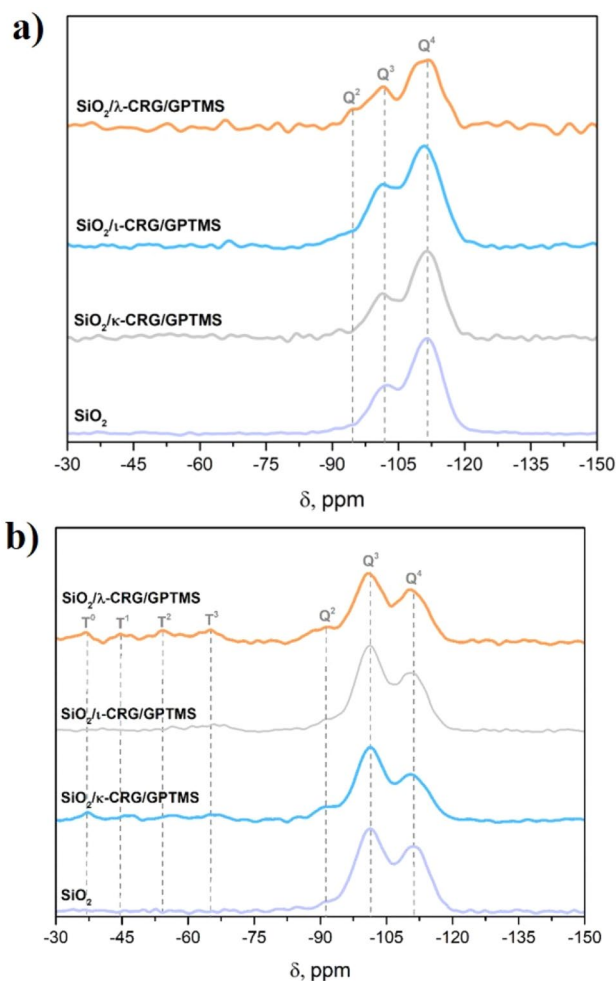 a)
Q⁴
Q³
Q²
SiO₂/λ-CRG/GPTMS
SiO₂/ι-CRG/GPTMS
SiO₂/κ-CRG/GPTMS
SiO₂
-30 -45 -60 -75 -90 -105 -120 -135 -150
δ, ppm
b)
Q³
SiO₂/λ-CRG/GPTMS
Q⁴
T⁰ T¹ T² T³ Q²
SiO₂/ι-CRG/GPTMS
SiO₂/κ-CRG/GPTMS
SiO₂
-30 -45 -60 -75 -90 -105 -120 -135 -150
δ, ppm